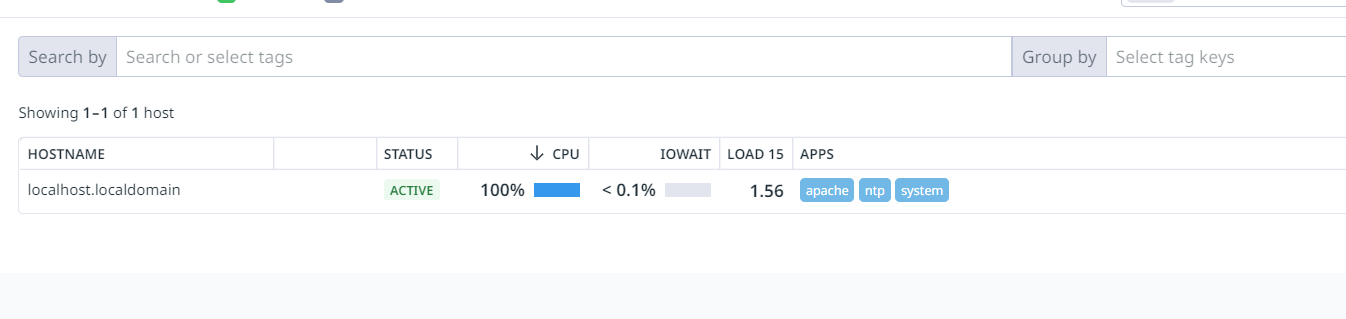 Search by Search or select tags Group by Select tag keys
Showing 1–1 of 1 host
HOSTNAME STATUS ↓ CPU IOWAIT LOAD 15 APPS
localhost.localdomain ACTIVE 100% < 0.1% 1.56 apache ntp system